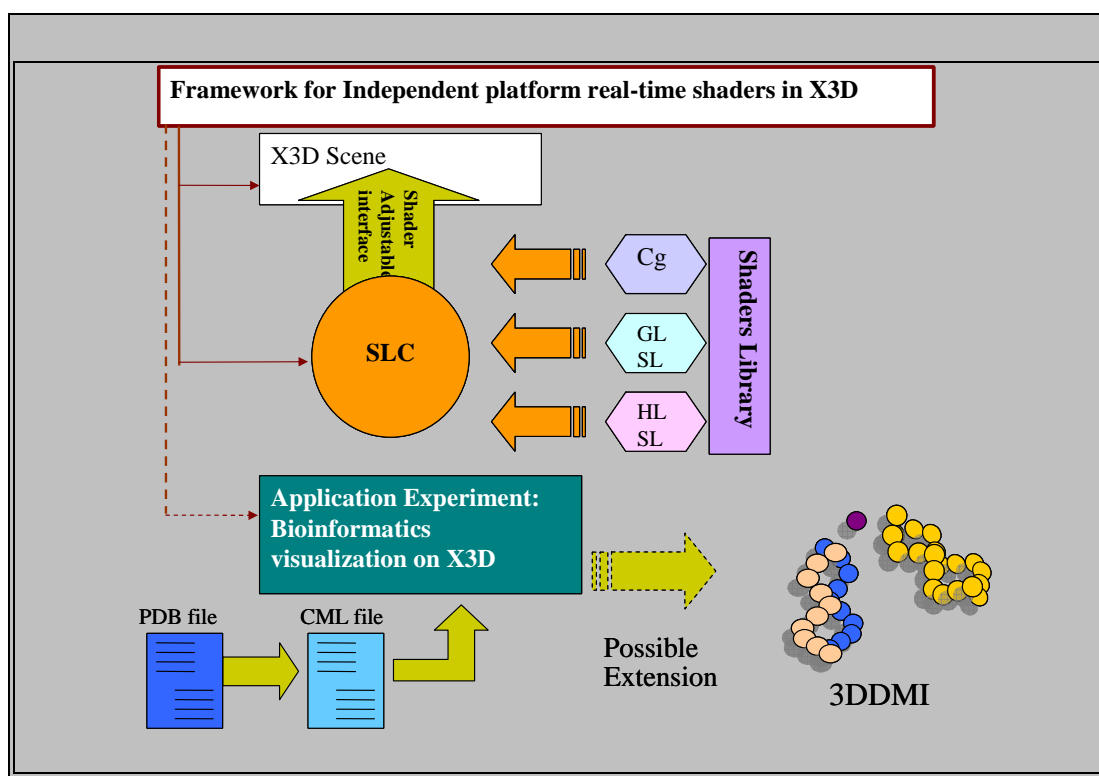 Framework for Independent platform real-time shaders in X3D
X3D Scene
Shader
Adjustable
interface
SLC
Cg
GL
SL
HL
SL
Shaders Library
Application Experiment:
Bioinformatics
visualization on X3D
PDB file
CML file
Possible
Extension
3DDMI